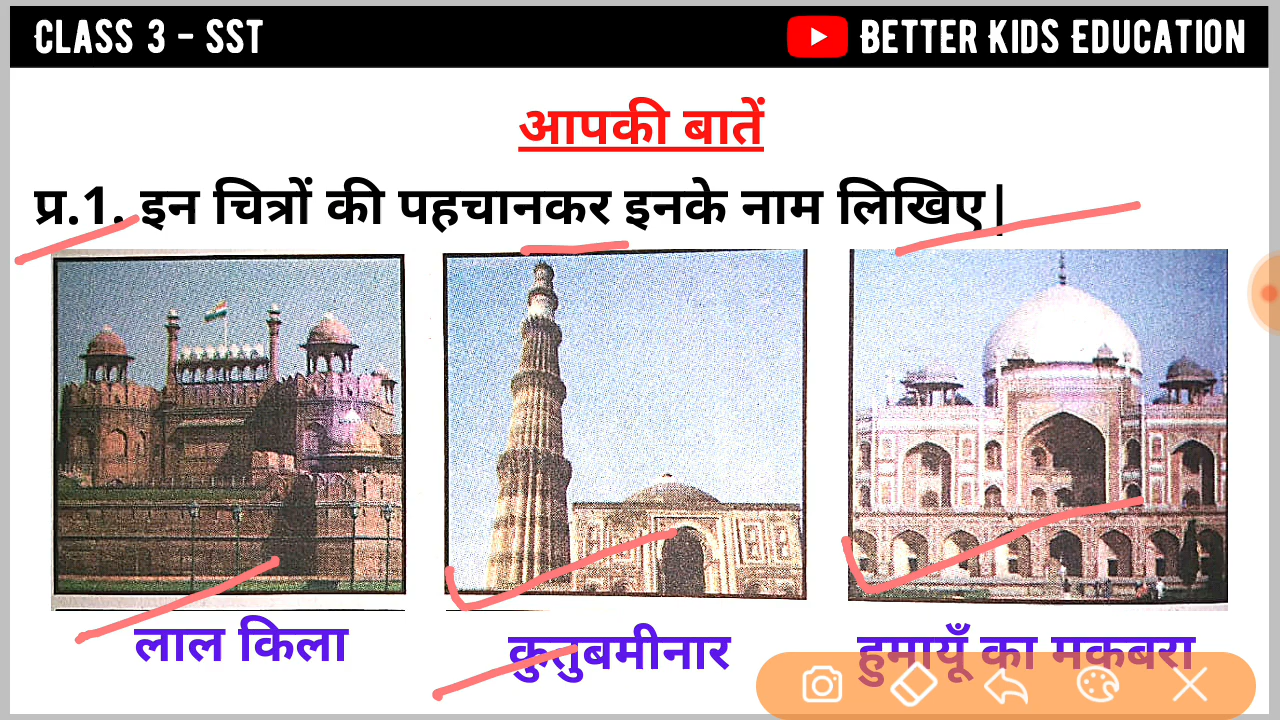 CLASS 3 - SST
BETTER KIDS EDUCATION
आपकी बातें
प्र.1. इन चित्रों की पहचानकर इनके नाम लिखिए|
लाल किला
कुतुबमीनार
हुमायूँ का मकबरा